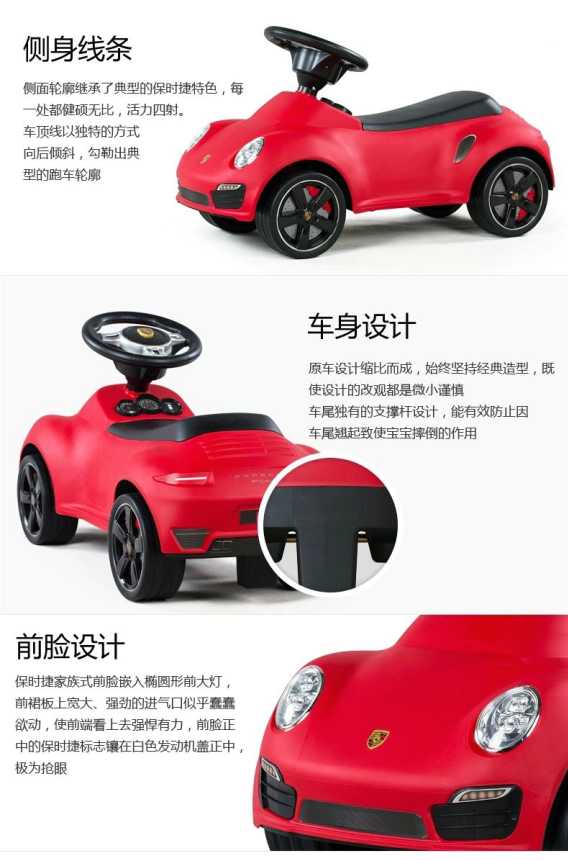 侧身线条
侧面轮廓继承了典型的保时捷特色，每
一处都健硕无比，活力四射。
车顶线以独特的方式
向后倾斜，勾勒出典
型的跑车轮廓
车身设计
原车设计缩比而成，始终坚持经典造型，既
使设计的改观都是微小谨慎
车尾独有的支撑杆设计，能有效防止因
车尾翘起致使宝宝摔倒的作用
前脸设计
保时捷家族式前脸嵌入椭圆形前大灯，
前裙板上宽大、强劲的进气口似乎蠢蠢
欲动，使前端看上去强悍有力，前脸正
中的保时捷标志镶在白色发动机盖正中，
极为抢眼